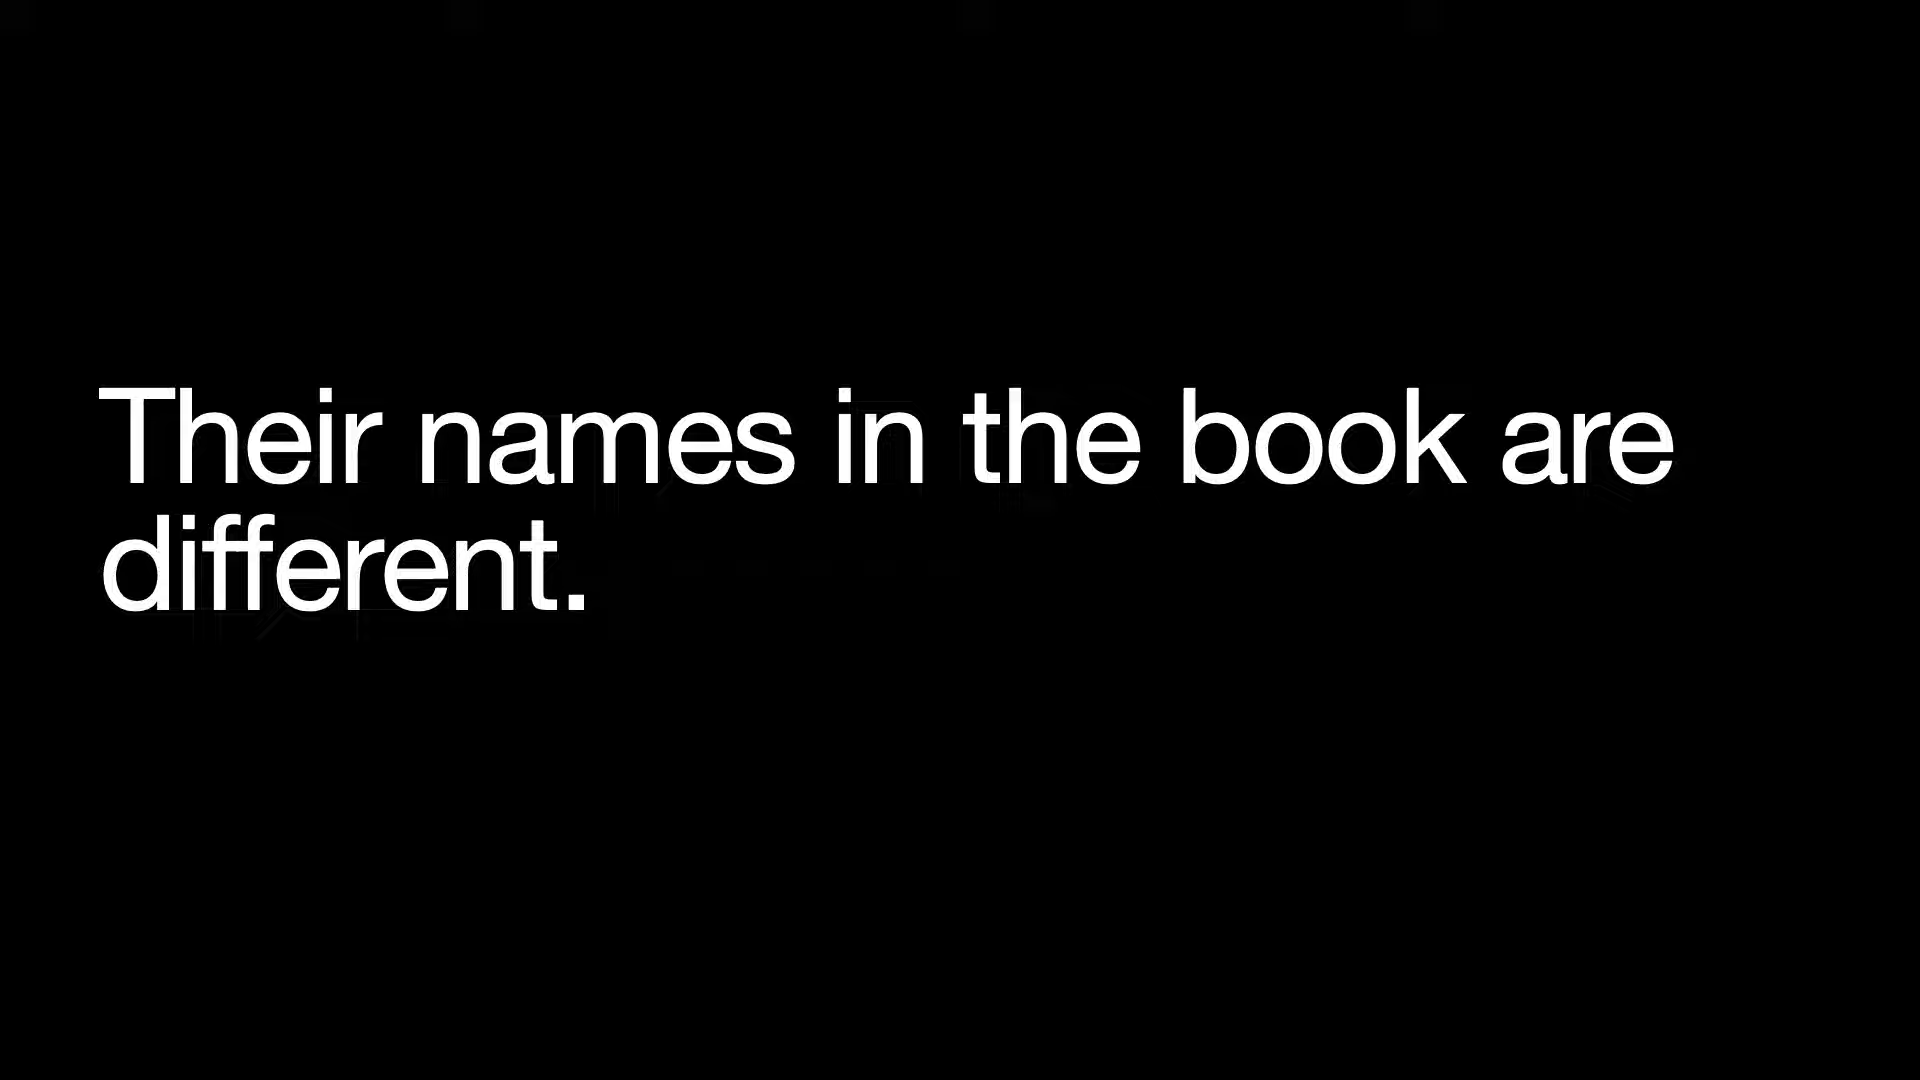 Their names in the book are
different.